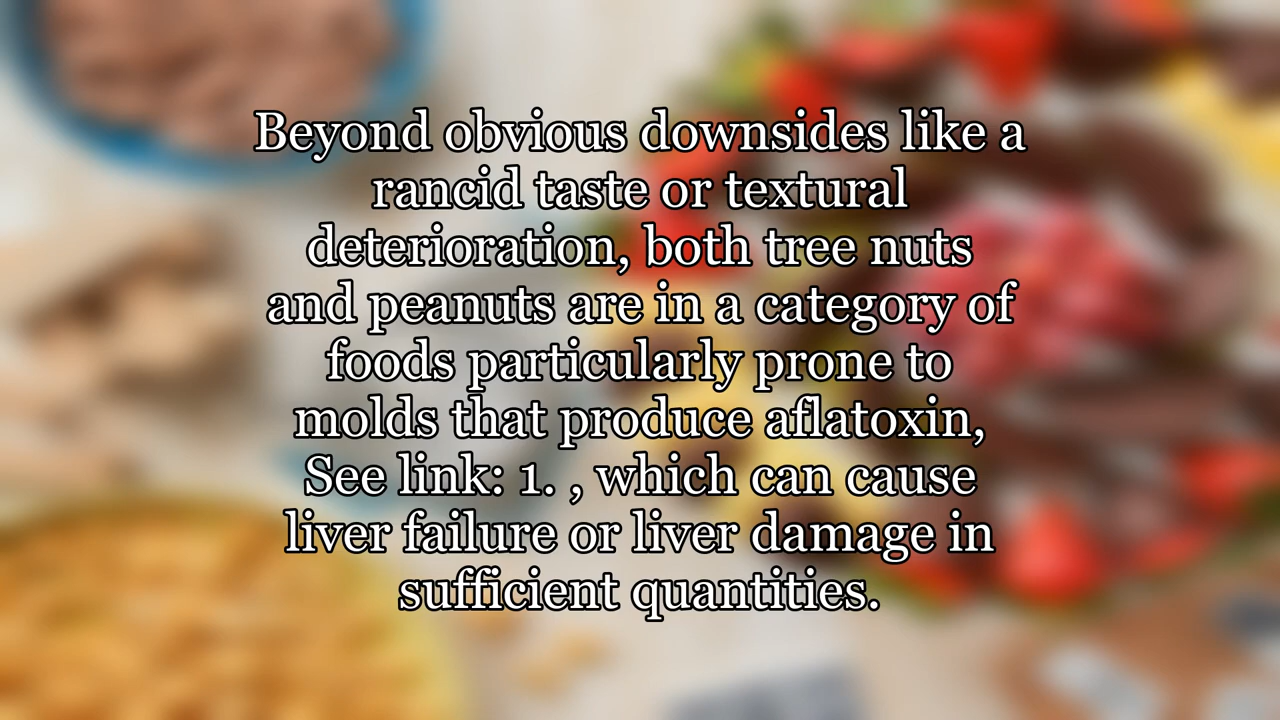 Beyond obvious downsides like a
rancid taste or textural
deterioration, both tree nuts
and peanuts are in a category of
foods particularly prone to
molds that produce aflatoxin,
See link: 1. , which can cause
liver failure or liver damage in
sufficient quantities.